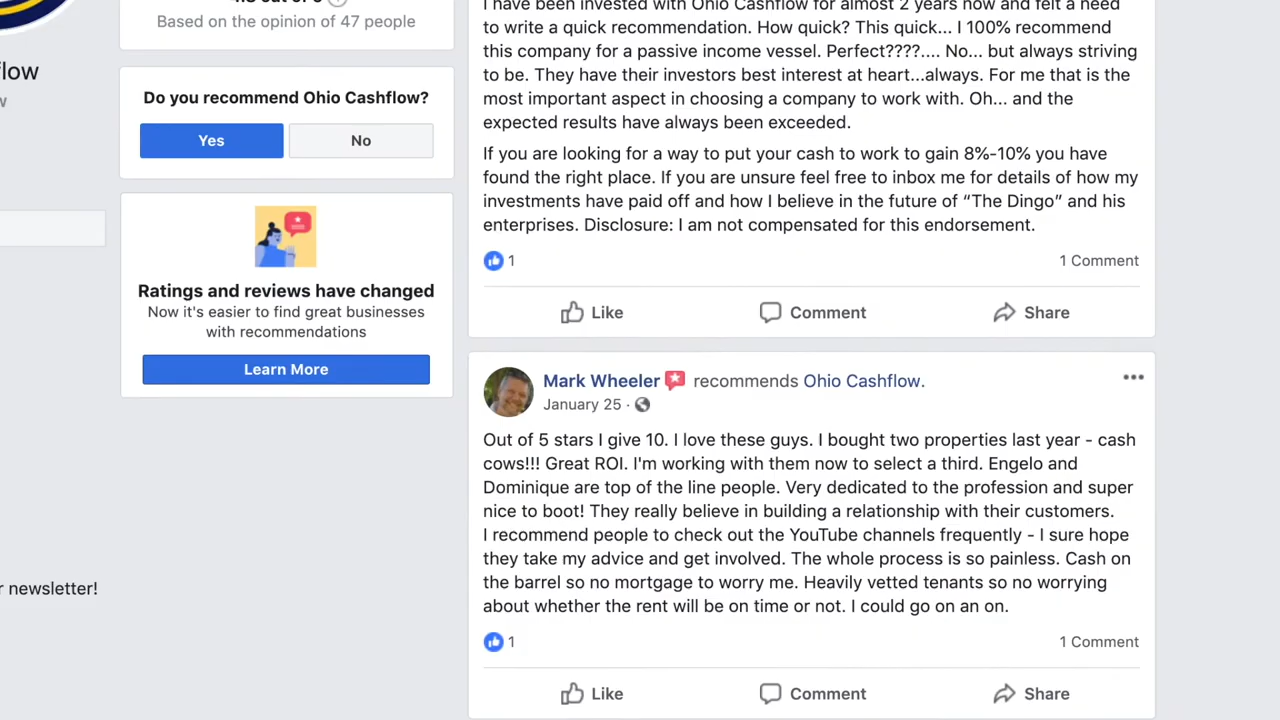 Based on the opinion of 47 people
flow
Do you recommend Ohio Cashflow?
Yes
No
Ratings and reviews have changed
Now it's easier to find great businesses
with recommendations
Learn More
r newsletter!
I have been invested with Ohio Cashflow for almost 2 years now and felt a need
to write a quick recommendation. How quick? This quick... I 100% recommend
this company for a passive income vessel. Perfect????.... No... but always striving
to be. They have their investors best interest at heart...always. For me that is the
most important aspect in choosing a company to work with. Oh... and the
expected results have always been exceeded.
If you are looking for a way to put your cash to work to gain 8%-10% you have
found the right place. If you are unsure feel free to inbox me for details of how my
investments have paid off and how I believe in the future of “The Dingo” and his
enterprises. Disclosure: I am not compensated for this endorsement.
1
1 Comment
Like
Comment
Share
Mark Wheeler recommends Ohio Cashflow.
January 25 ·
Out of 5 stars I give 10. I love these guys. I bought two properties last year - cash
cows!!! Great ROI. I'm working with them now to select a third. Engelo and
Dominique are top of the line people. Very dedicated to the profession and super
nice to boot! They really believe in building a relationship with their customers.
I recommend people to check out the YouTube channels frequently - I sure hope
they take my advice and get involved. The whole process is so painless. Cash on
the barrel so no mortgage to worry me. Heavily vetted tenants so no worrying
about whether the rent will be on time or not. I could go on an on.
1
1 Comment
Like
Comment
Share